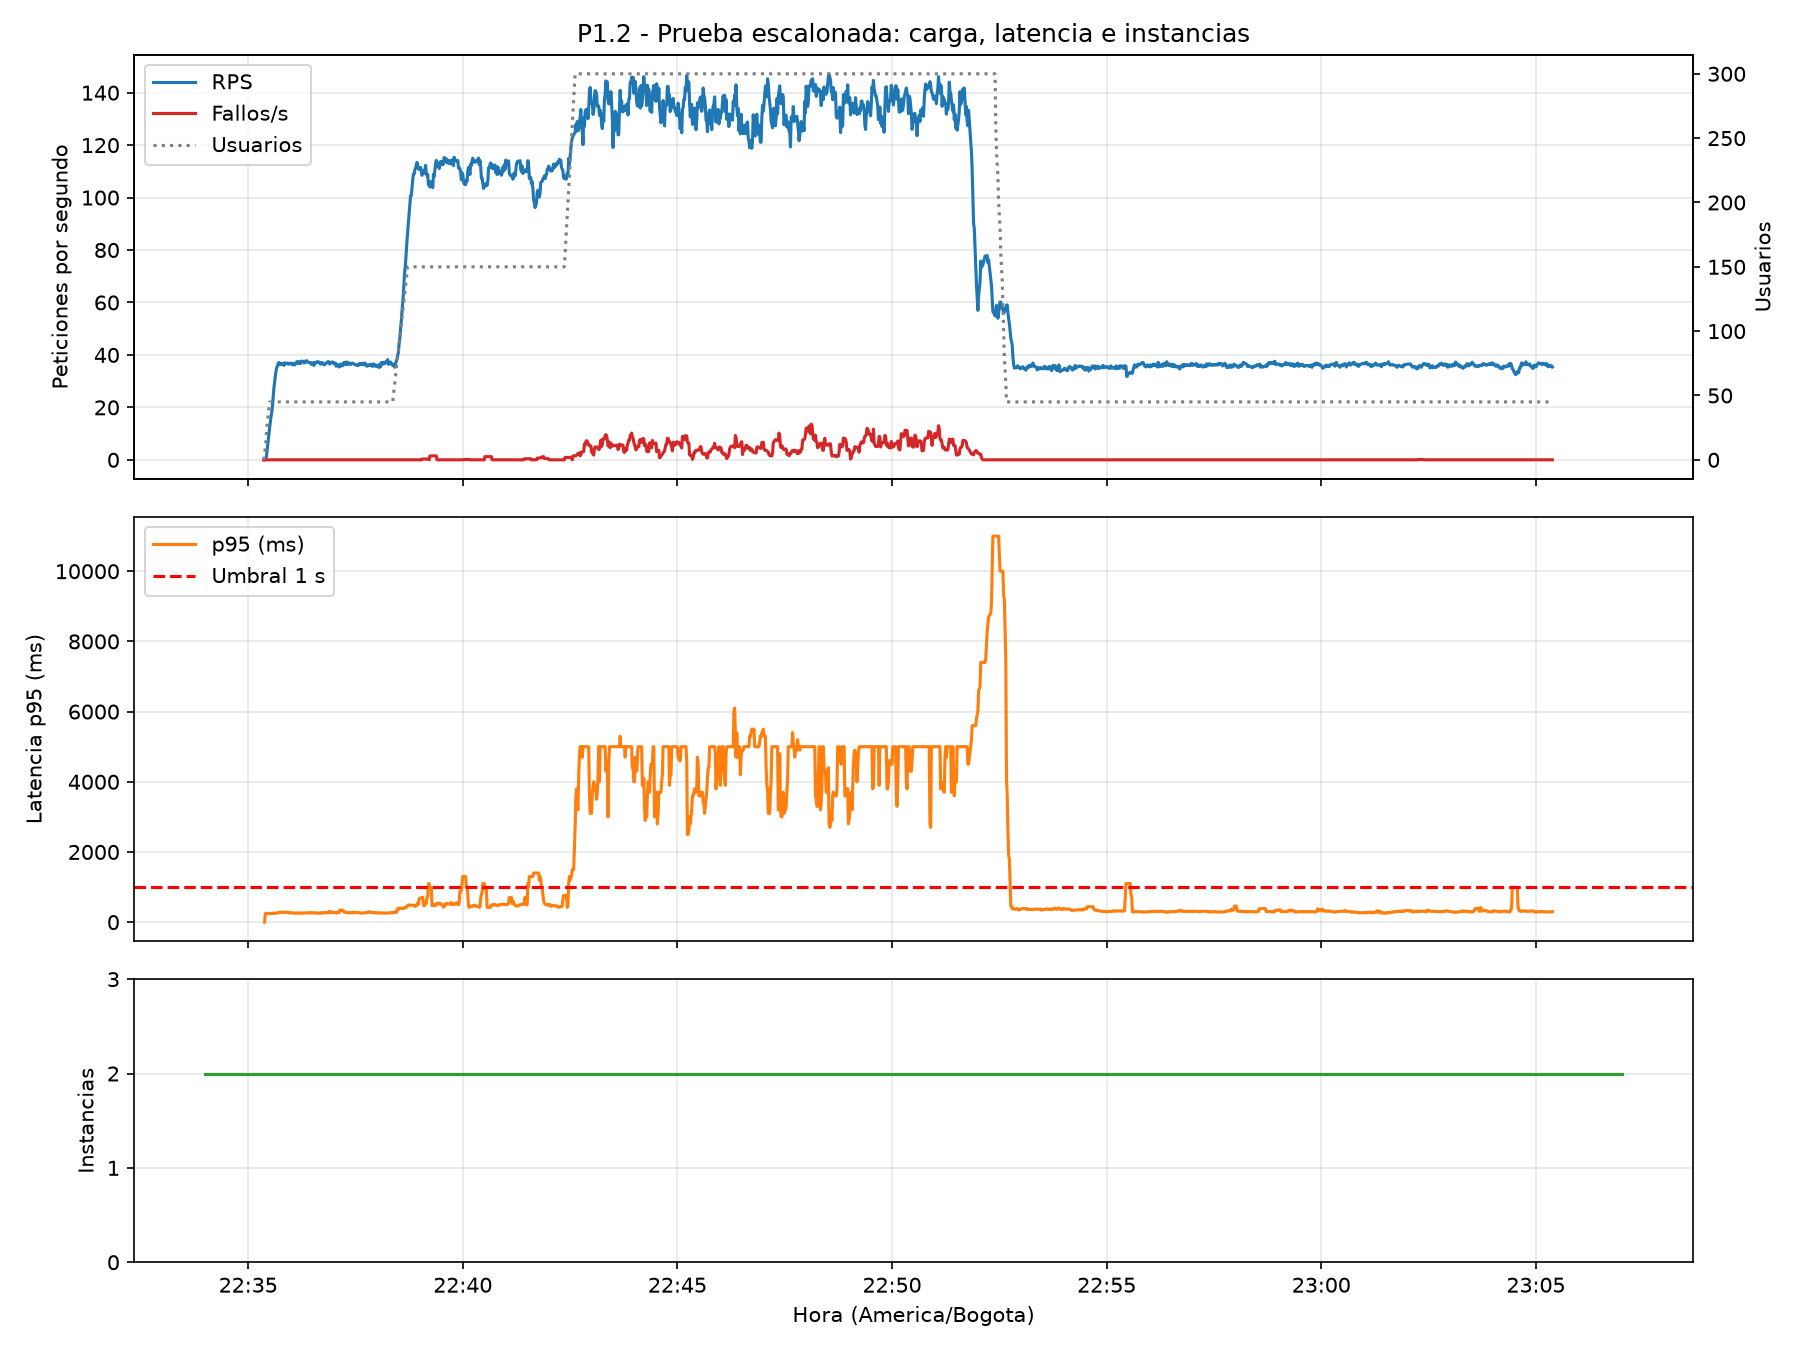 P1.2 - Prueba escalonada: carga, latencia e instancias
RPS
Fallos/s
Usuarios
Peticiones por segundo
140
120
100
80
60
40
20
0
300
250
200
150
100
50
0
Usuarios
p95 (ms)
Umbral 1 s
Latencia p95 (ms)
10000
8000
6000
4000
2000
0
Instancias
3
2
1
0
22:35 22:40 22:45 22:50 22:55 23:00 23:05
Hora (America/Bogota)